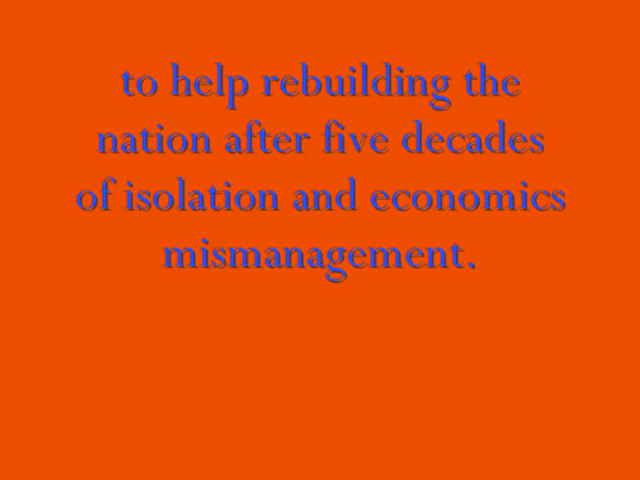 to help rebuilding the
nation after five decades
of isolation and economics
mismanagement.